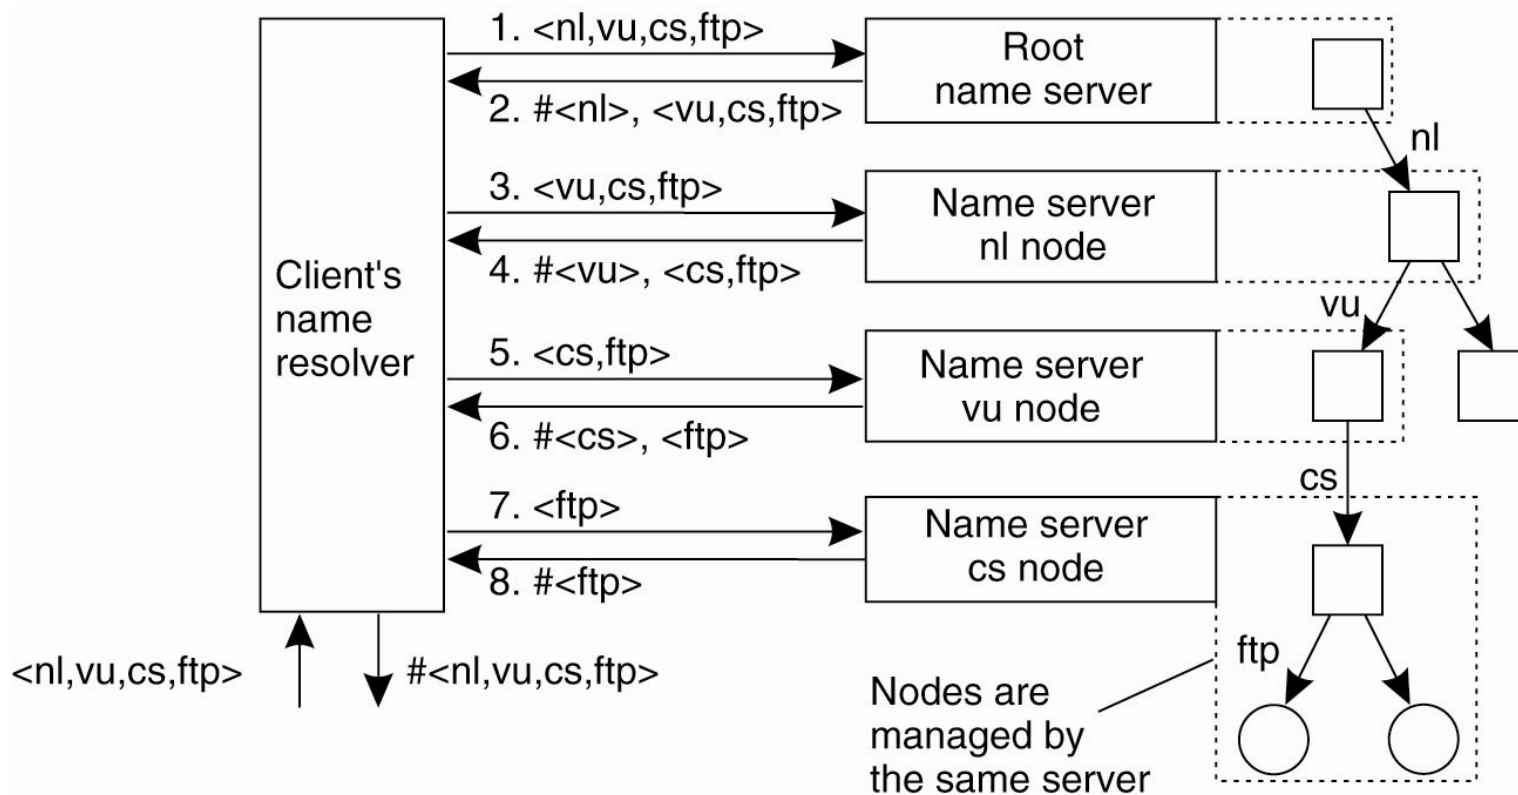 1. <nl,vu,cs,ftp>
Root
name server
2. #<nl>, <vu,cs,ftp>
nl
3. <vu,cs,ftp>
Name server
nl node
4. #<vu>, <cs,ftp>
Client's
name
resolver
vu
5. <cs,ftp>
Name server
vu node
6. #<cs>, <ftp>
cs
7. <ftp>
Name server
cs node
8. #<ftp>
<nl,vu,cs,ftp>
#<nl,vu,cs,ftp>
ftp
Nodes are
managed by
the same server